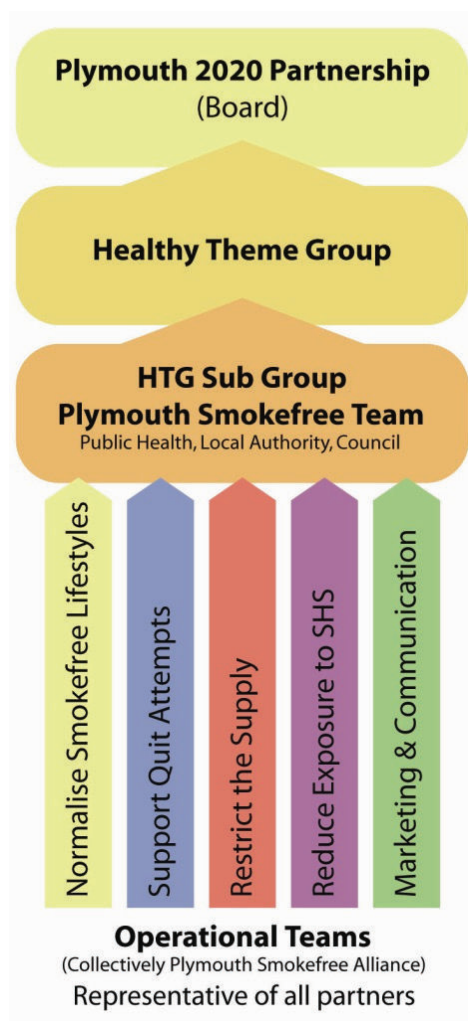 Plymouth 2020 Partnership
(Board)
Healthy Theme Group
HTG Sub Group
Plymouth Smokefree Team
Public Health, Local Authority, Council
Normalise Smokefree Lifestyles
Support Quit Attempts
Restrict the Supply
Reduce Exposure to SHS
Marketing & Communication
Operational Teams
(Collectively Plymouth Smokefree Alliance)
Representative of all partners